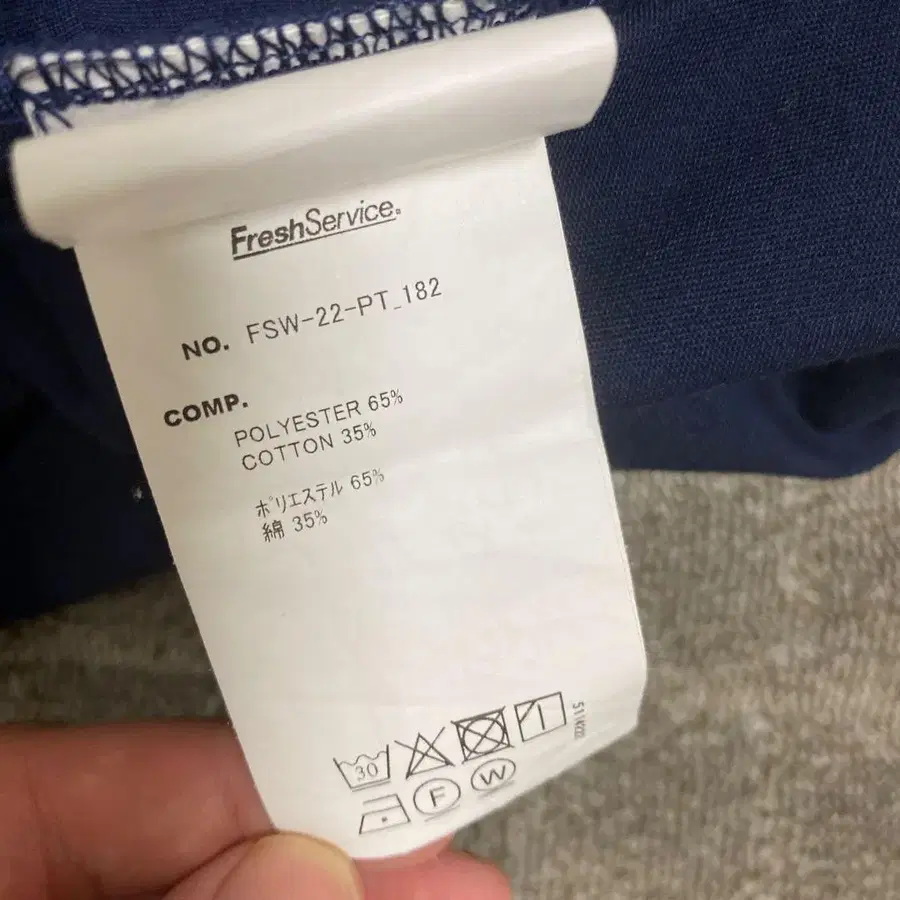 FreshService®
NO. FSW-22-PT_182
COMP.
POLYESTER 65%
COTTON 35%
ポリエステル 65%
綿 35%
30
F W